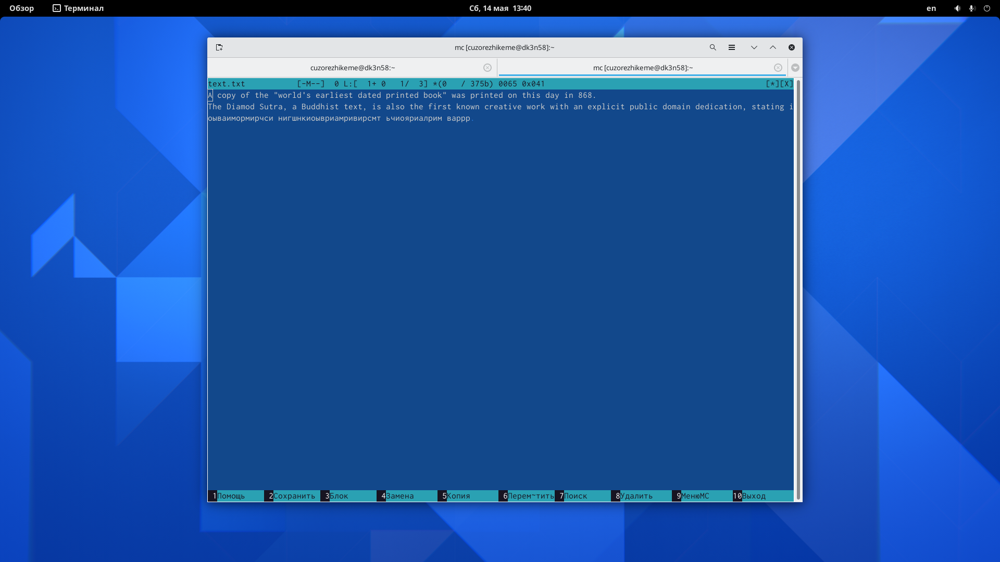 Обзор Терминал Сб, 14 мая 13:40 en
mc [cuzorezhikeme@dk3n58]:~
cuzorezhikeme@dk3n58:~ mc [cuzorezhikeme@dk3n58]:~
text.txt [-M--] 0 L:[ 1+ 0 1/ 3] *(0 / 375b) 0065 0x041 [*][X]
A copy of the "world's earliest dated printed book" was printed on this day in 868.
The Diamod Sutra, a Buddhist text, is also the first known creative work with an explicit public domain dedication, stating i
оываимормирчси нигшнкиоывриамривирсмт ьчиояриалрим варрр.
1Помощь 2Сохранить 3Блок 4Замена 5Копия 6Перем~тить 7Поиск 8Удалить 9МенюMC 10Выход